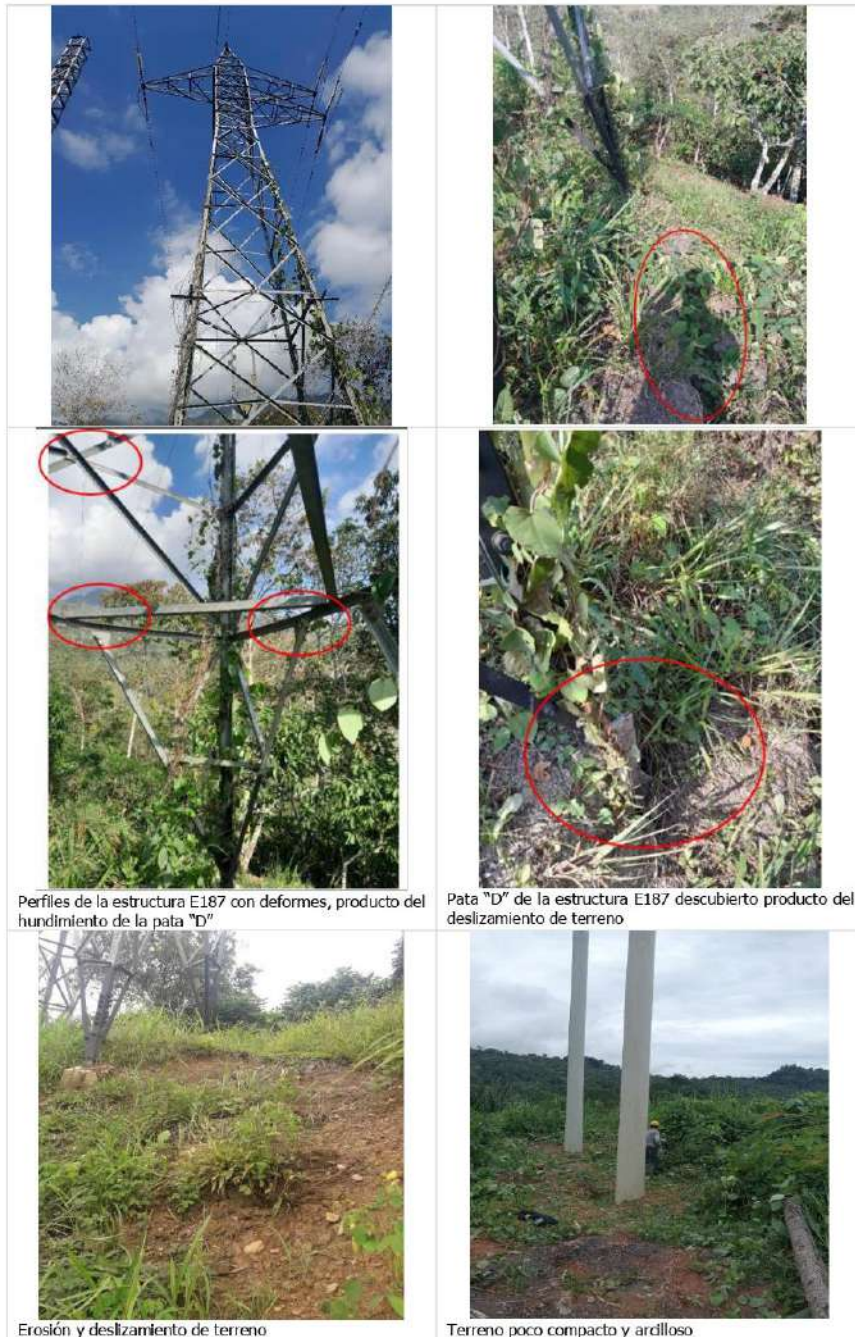 Perfiles de la estructura E187 con deformes, producto del
hundimiento de la pata "D"
Pata "D" de la estructura E187 descubierto producto del
deslizamiento de terreno
Erosión y deslizamiento de terreno
Terreno poco compacto y arcilloso